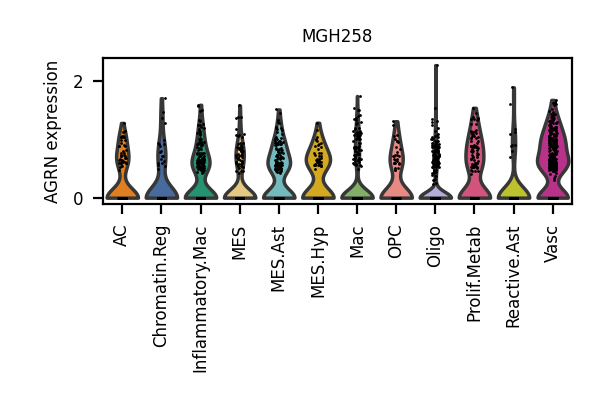 MGH258
AGRN expression
2
0
AC
Chromatin.Reg
Inflammatory.Mac
MES
MES.Ast
MES.Hyp
Mac
OPC
Oligo
Prolif.Metab
Reactive.Ast
Vasc